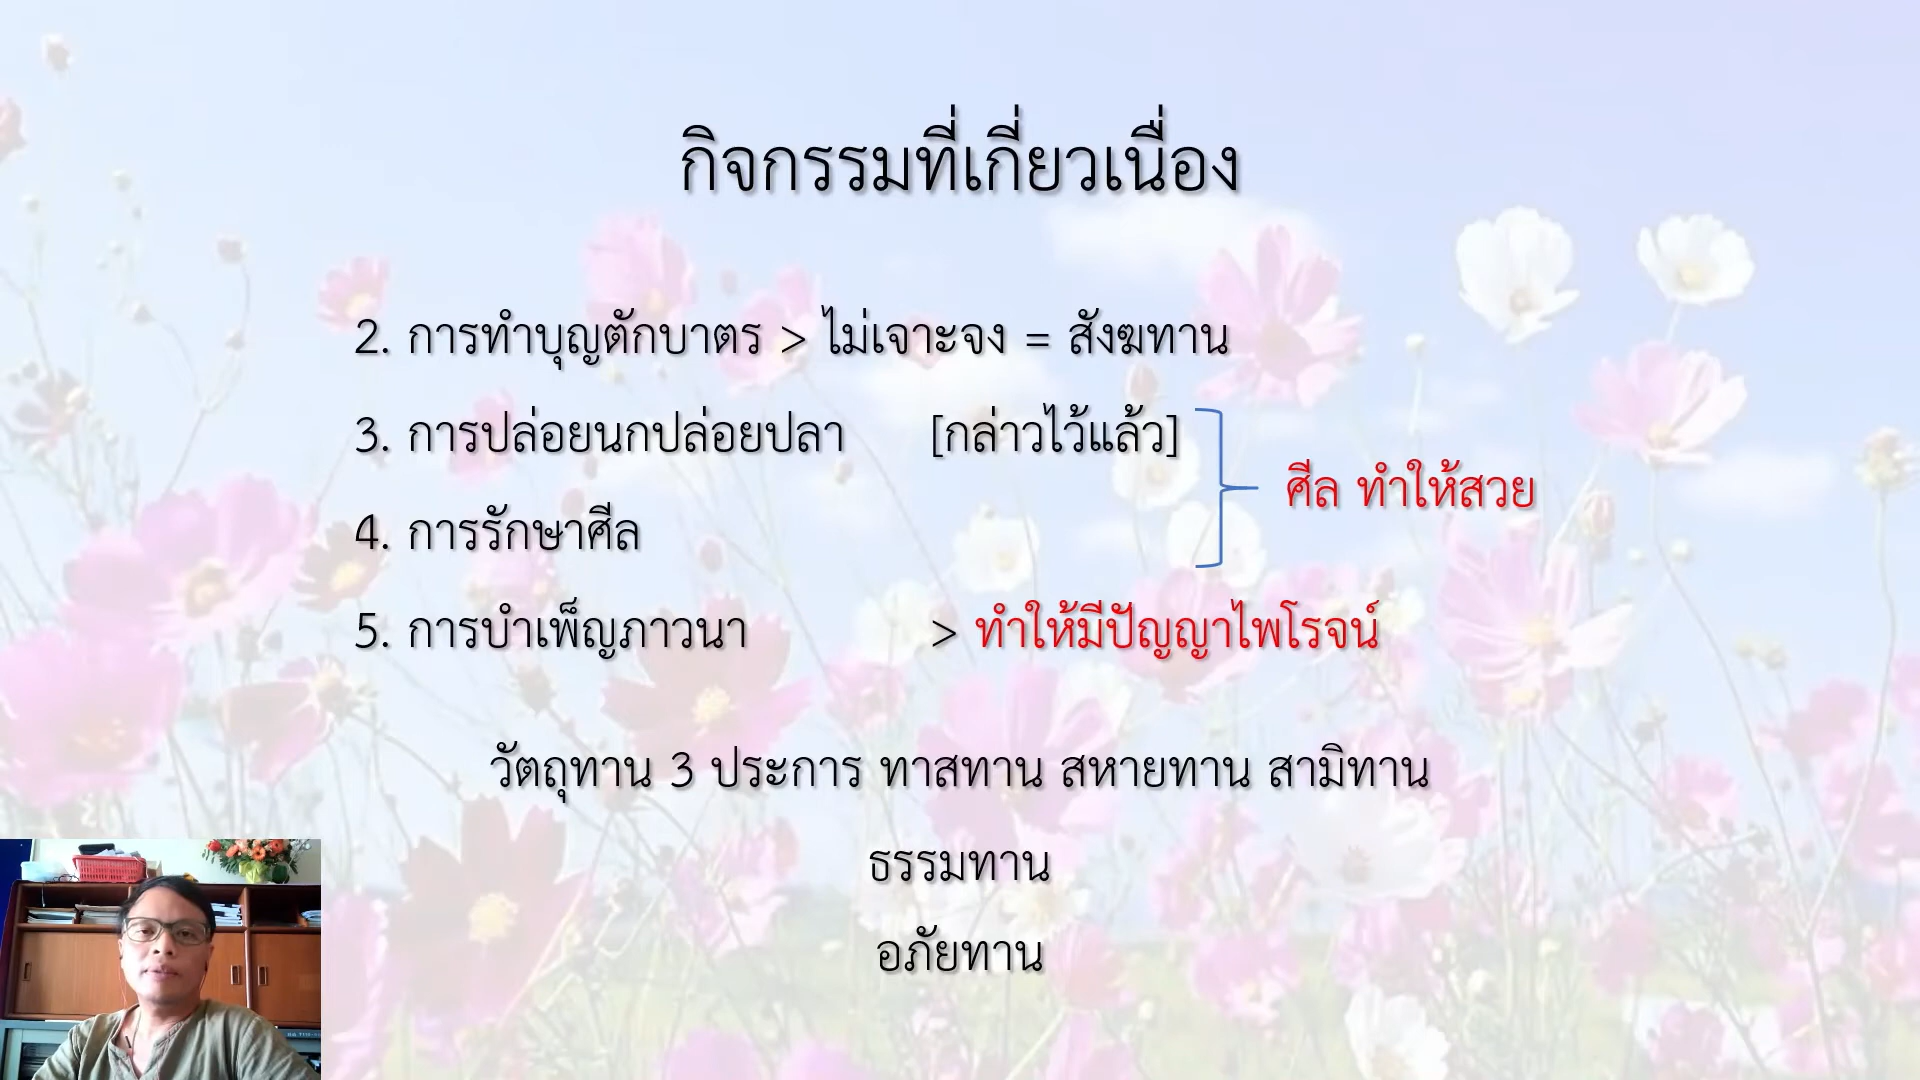 กิจกรรมที่เกี่ยวเนื่อง
2. การทำบุญตักบาตร > ไม่เจาะจง = สังฆทาน
3. การปล่อยนกปล่อยปลา [กล่าวไว้แล้ว]
ศีล ทำให้สวย
4. การรักษาศีล
5. การบำเพ็ญภาวนา > ทำให้มีปัญญาไพโรจน์
วัตถุทาน 3 ประการ ทาสทาน สหายทาน สามิทาน
ธรรมทาน
อภัยทาน